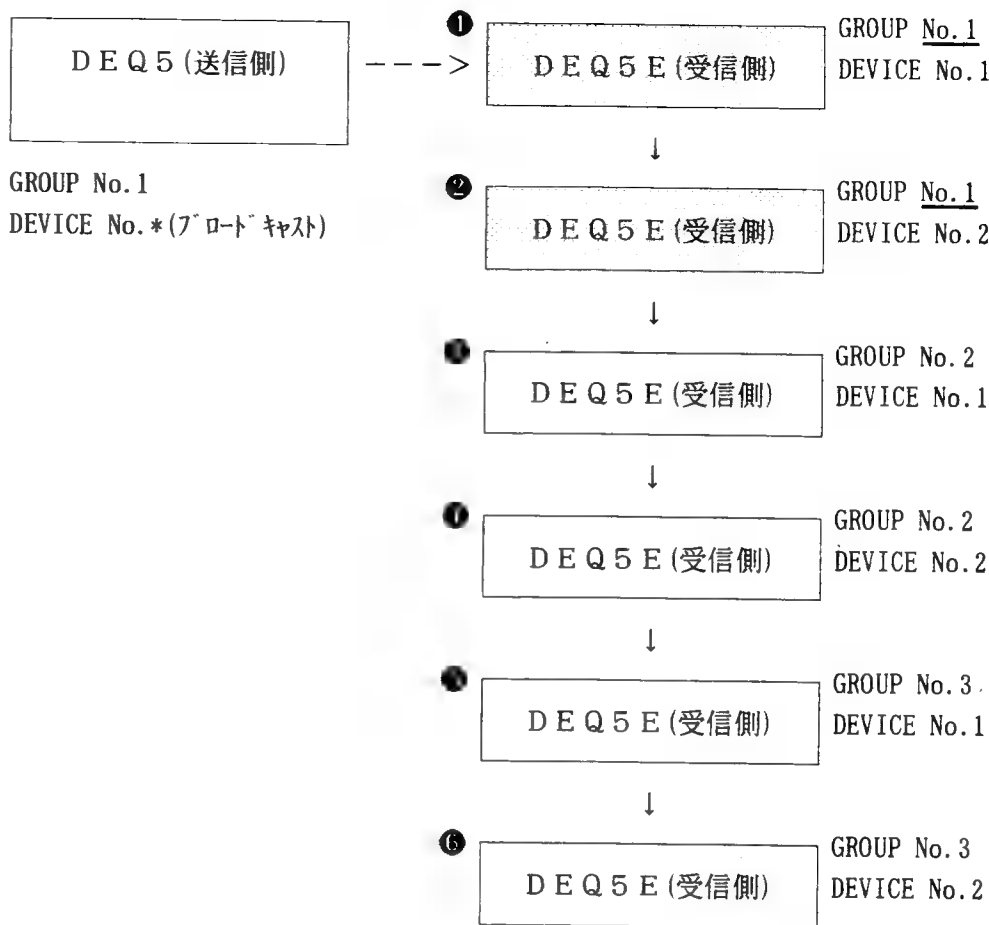 DEQ5(送信側)
--->
GROUP No.1
DEVICE No.*(ブロードキャスト)
❶
DEQ5E(受信側)
GROUP No.1
DEVICE No.1
↓
❷
DEQ5E(受信側)
GROUP No.1
DEVICE No.2
↓
DEQ5E(受信側)
GROUP No.2
DEVICE No.1
↓
DEQ5E(受信側)
GROUP No.2
DEVICE No.2
↓
DEQ5E(受信側)
GROUP No.3
DEVICE No.1
↓
❻
DEQ5E(受信側)
GROUP No.3
DEVICE No.2